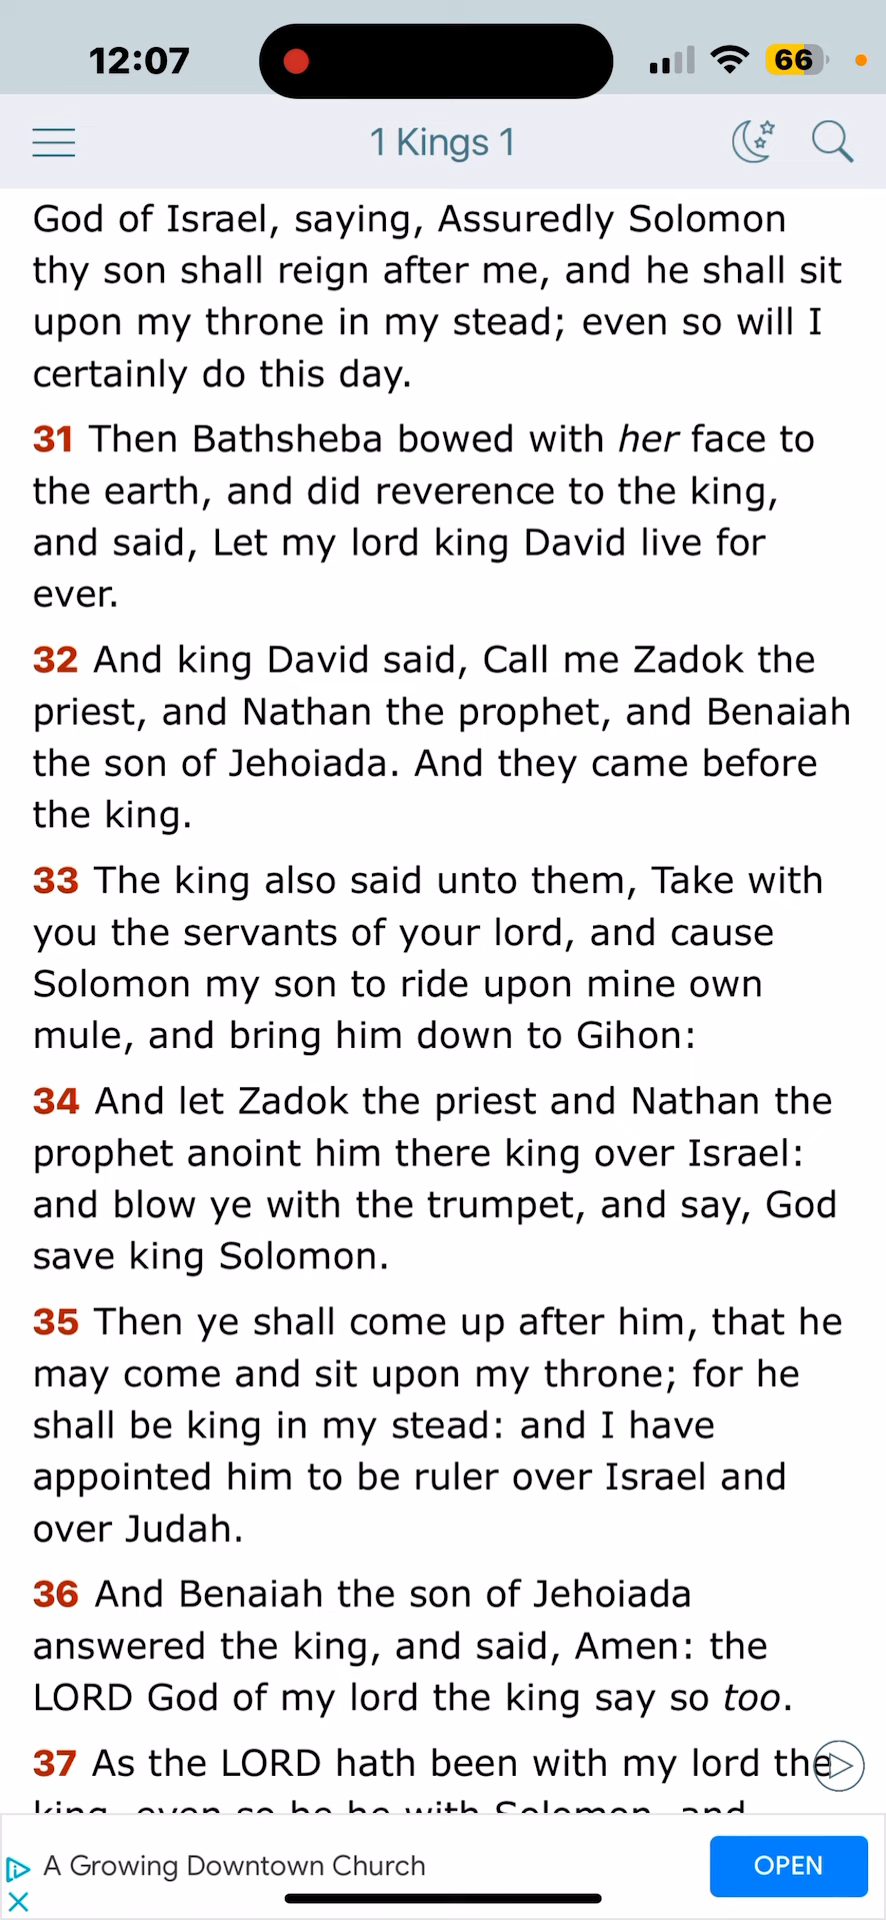 12:07
66
1 Kings 1
God of Israel, saying, Assuredly Solomon
thy son shall reign after me, and he shall sit
upon my throne in my stead; even so will I
certainly do this day.
31 Then Bathsheba bowed with her face to
the earth, and did reverence to the king,
and said, Let my lord king David live for
ever.
32 And king David said, Call me Zadok the
priest, and Nathan the prophet, and Benaiah
the son of Jehoiada. And they came before
the king.
33 The king also said unto them, Take with
you the servants of your lord, and cause
Solomon my son to ride upon mine own
mule, and bring him down to Gihon:
34 And let Zadok the priest and Nathan the
prophet anoint him there king over Israel:
and blow ye with the trumpet, and say, God
save king Solomon.
35 Then ye shall come up after him, that he
may come and sit upon my throne; for he
shall be king in my stead: and I have
appointed him to be ruler over Israel and
over Judah.
36 And Benaiah the son of Jehoiada
answered the king, and said, Amen: the
LORD God of my lord the king say so too.
37 As the LORD hath been with my lord the
king, even so be he with Solomon, and
A Growing Downtown Church
OPEN